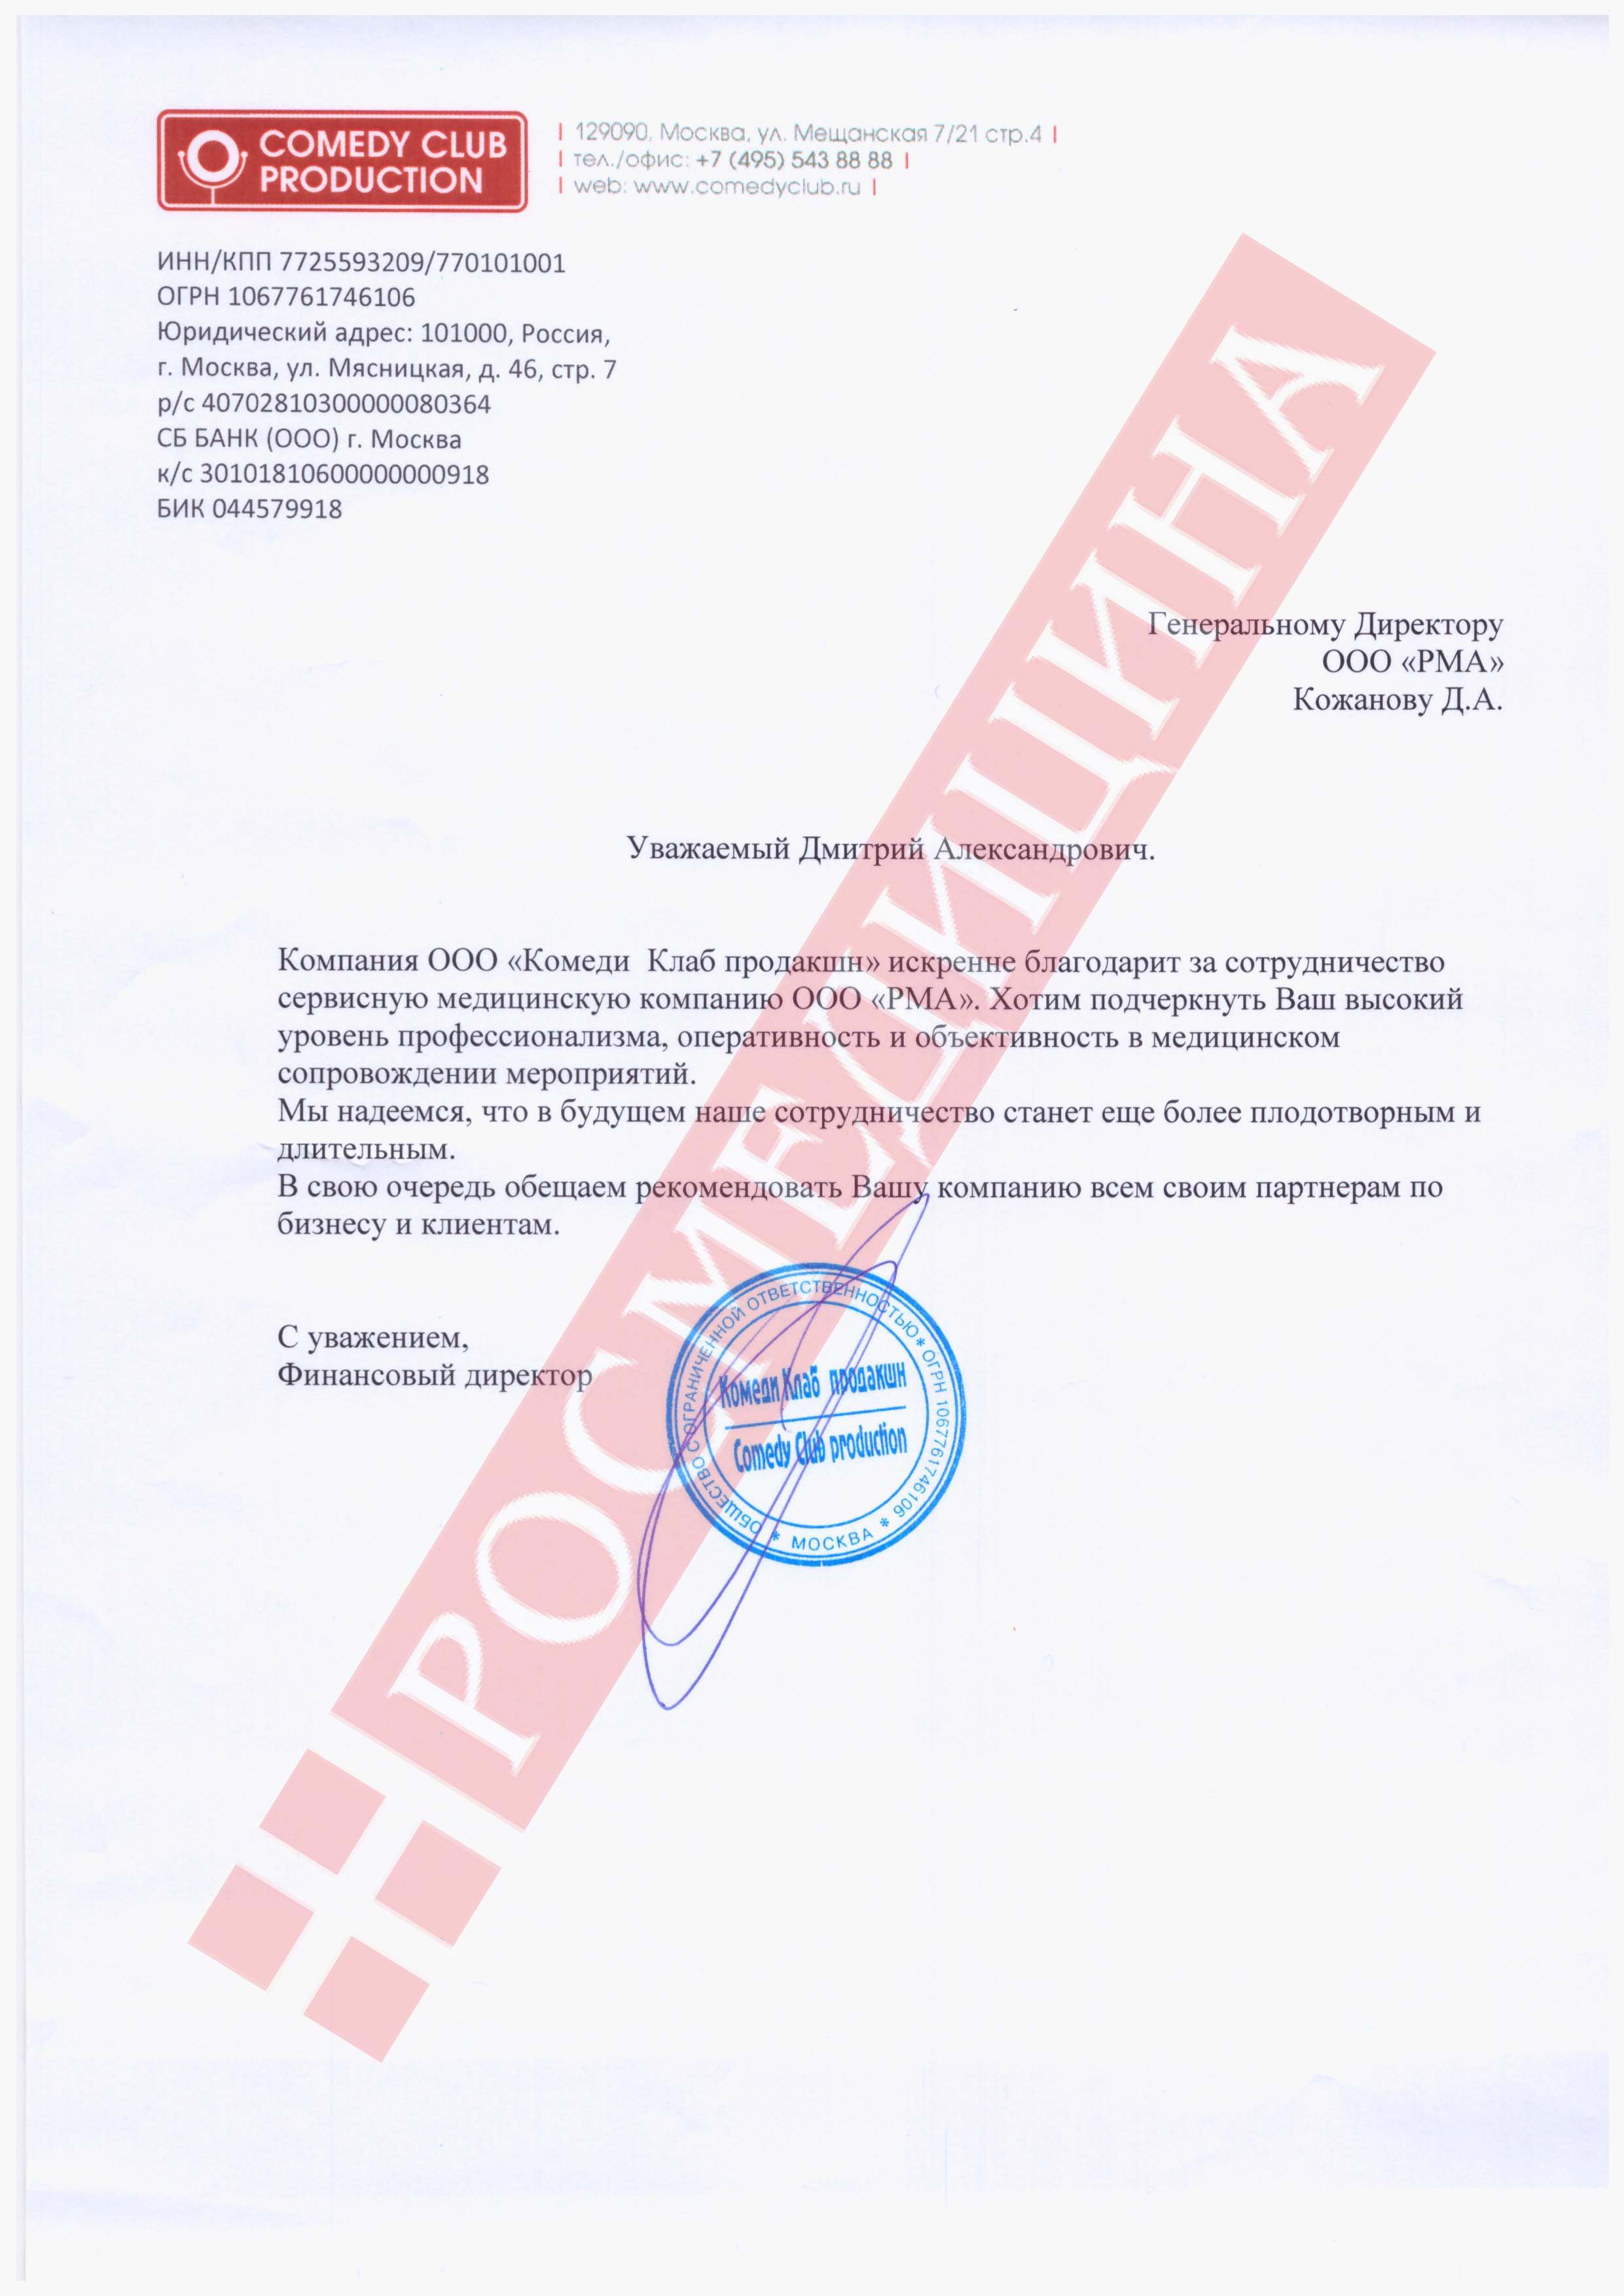 COMEDY CLUB
PRODUCTION
129090, Москва, ул. Мещанская 7/21 стр.4
тел./офис: +7 (495) 543 88 88
web: www.comedyclub.ru
ИНН/КПП 7725593209/770101001
ОГРН 1067761746106
Юридический адрес: 101000, Россия,
г. Москва, ул. Мясницкая, д. 46, стр. 7
р/с 40702810300000080364
СБ БАНК (ООО) г. Москва
к/с 30101810600000000918
БИК 044579918
Генеральному Директору
ООО «РМА»
Кожанову Д.А.
Уважаемый Дмитрий Александрович.
Компания ООО «Комеди Клаб продакшн» искренне благодарит за сотрудничество
сервисную медицинскую компанию ООО «РМА». Хотим подчеркнуть Ваш высокий
уровень профессионализма, оперативность и объективность в медицинском
сопровождении мероприятий.
Мы надеемся, что в будущем наше сотрудничество станет еще более плодотворным и
длительным.
В свою очередь обещаем рекомендовать Вашу компанию всем своим партнерам по
бизнесу и клиентам.
С уважением,
Финансовый директор
ОБЩЕСТВО С ОГРАНИЧЕННОЙ ОТВЕТСТВЕННОСТЬЮ * ОГРН 1067761746106 * МОСКВА *
Комеди Клаб продакшн
Comedy Club production
РОСМЕДИЦИНА